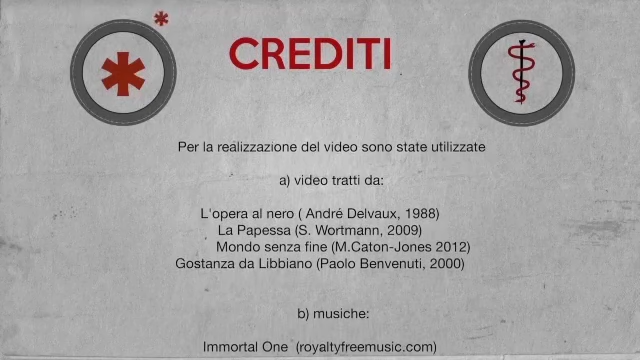 CREDITI
Per la realizzazione del video sono state utilizzate
a) video tratti da:
L'opera al nero ( André Delvaux, 1988)
La Papessa (S. Wortmann, 2009)
Mondo senza fine (M.Caton-Jones 2012)
Gostanza da Libbiano (Paolo Benvenuti, 2000)
b) musiche:
Immortal One (royaltyfreemusic.com)